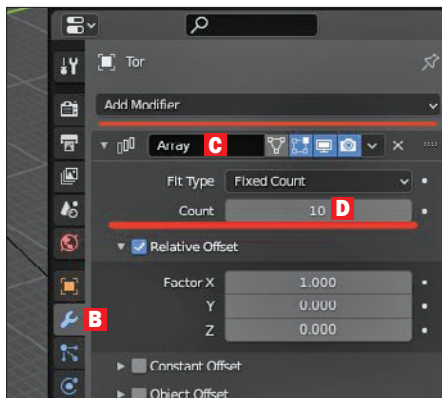 Tor
Add Modifier
Array C
Fit Type Fixed Count
Count 10 D
Relative Offset
Factor X 1.000
B Y 0.000
Z 0.000
Constant Offset
Object Offset